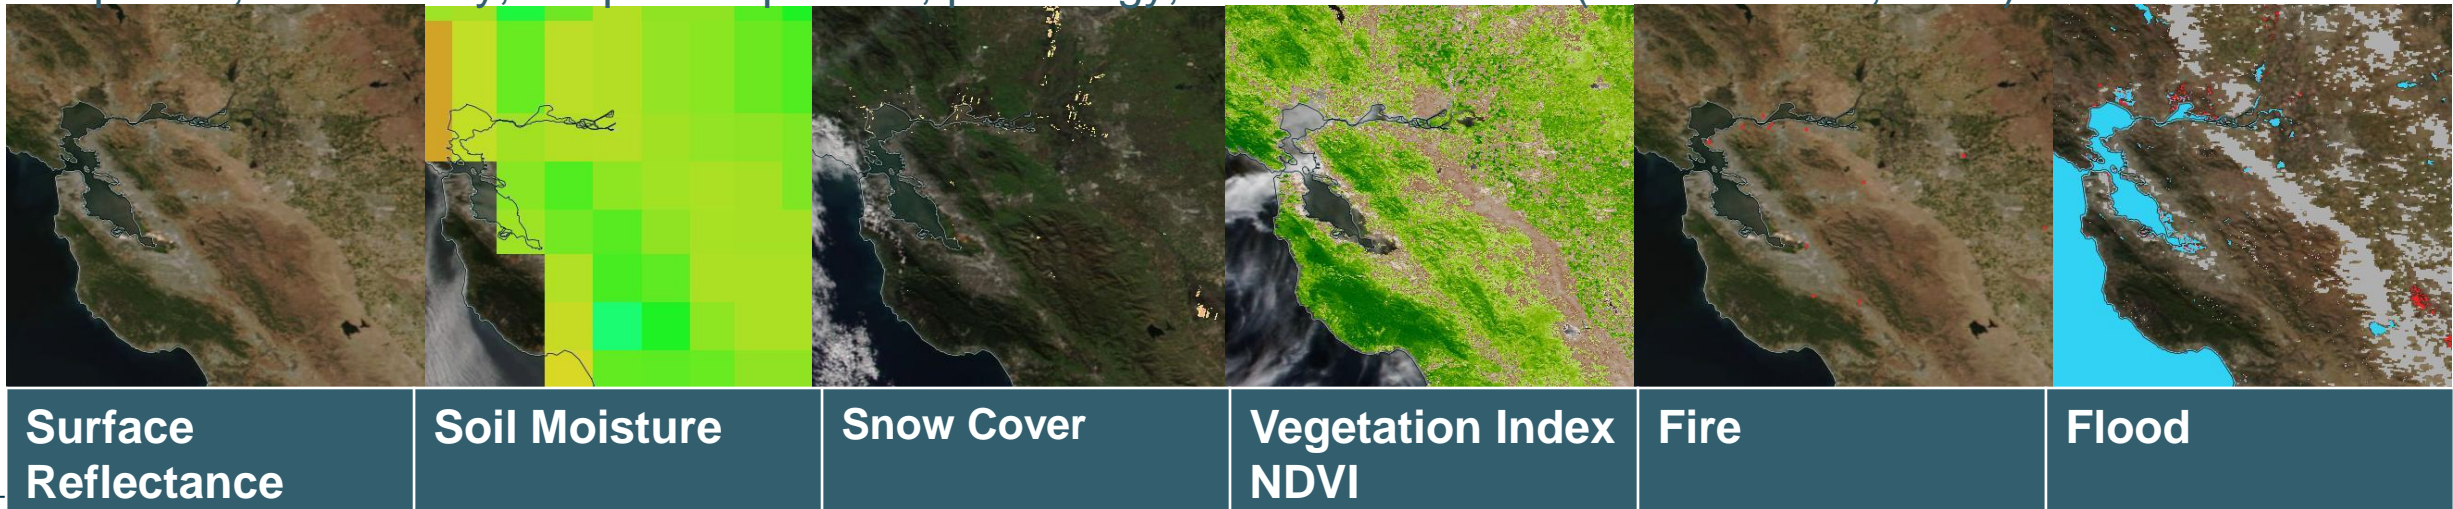 Surface
Reflectance
Soil Moisture
Snow Cover
Vegetation Index
NDVI
Fire
Flood